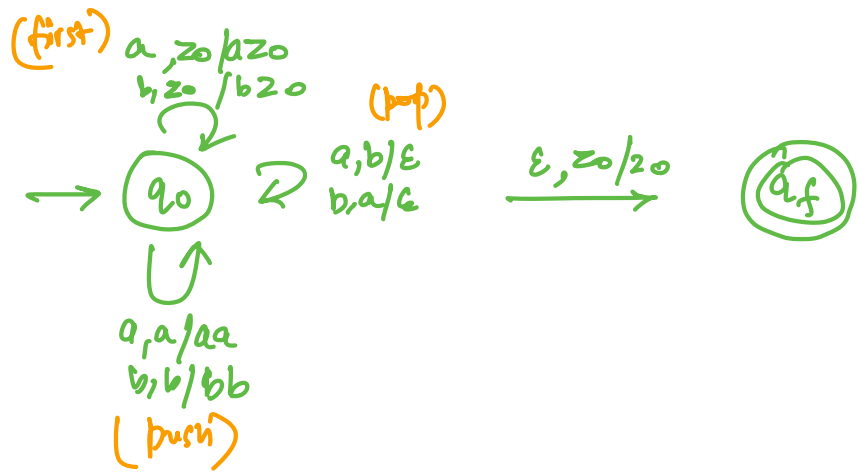 (first)
a, z0/az0
b, z0/bz0
(pop)
a, b/ε
b, a/ε
ε, z0/z0
q0
qf
a, a/aa
b, b/bb
(push)